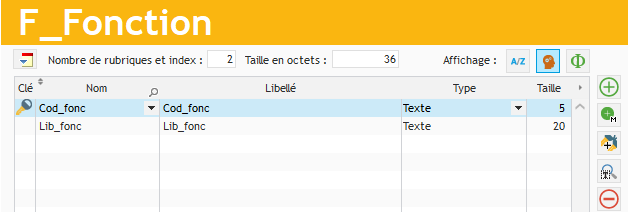 F_Fonction
Nombre de rubriques et index : 2 Taille en octets : 36 Affichage : A/Z Φ
Clé Nom Libellé Type Taille
Cod_fonc Cod_fonc Texte 5
Lib_fonc Lib_fonc Texte 20
M